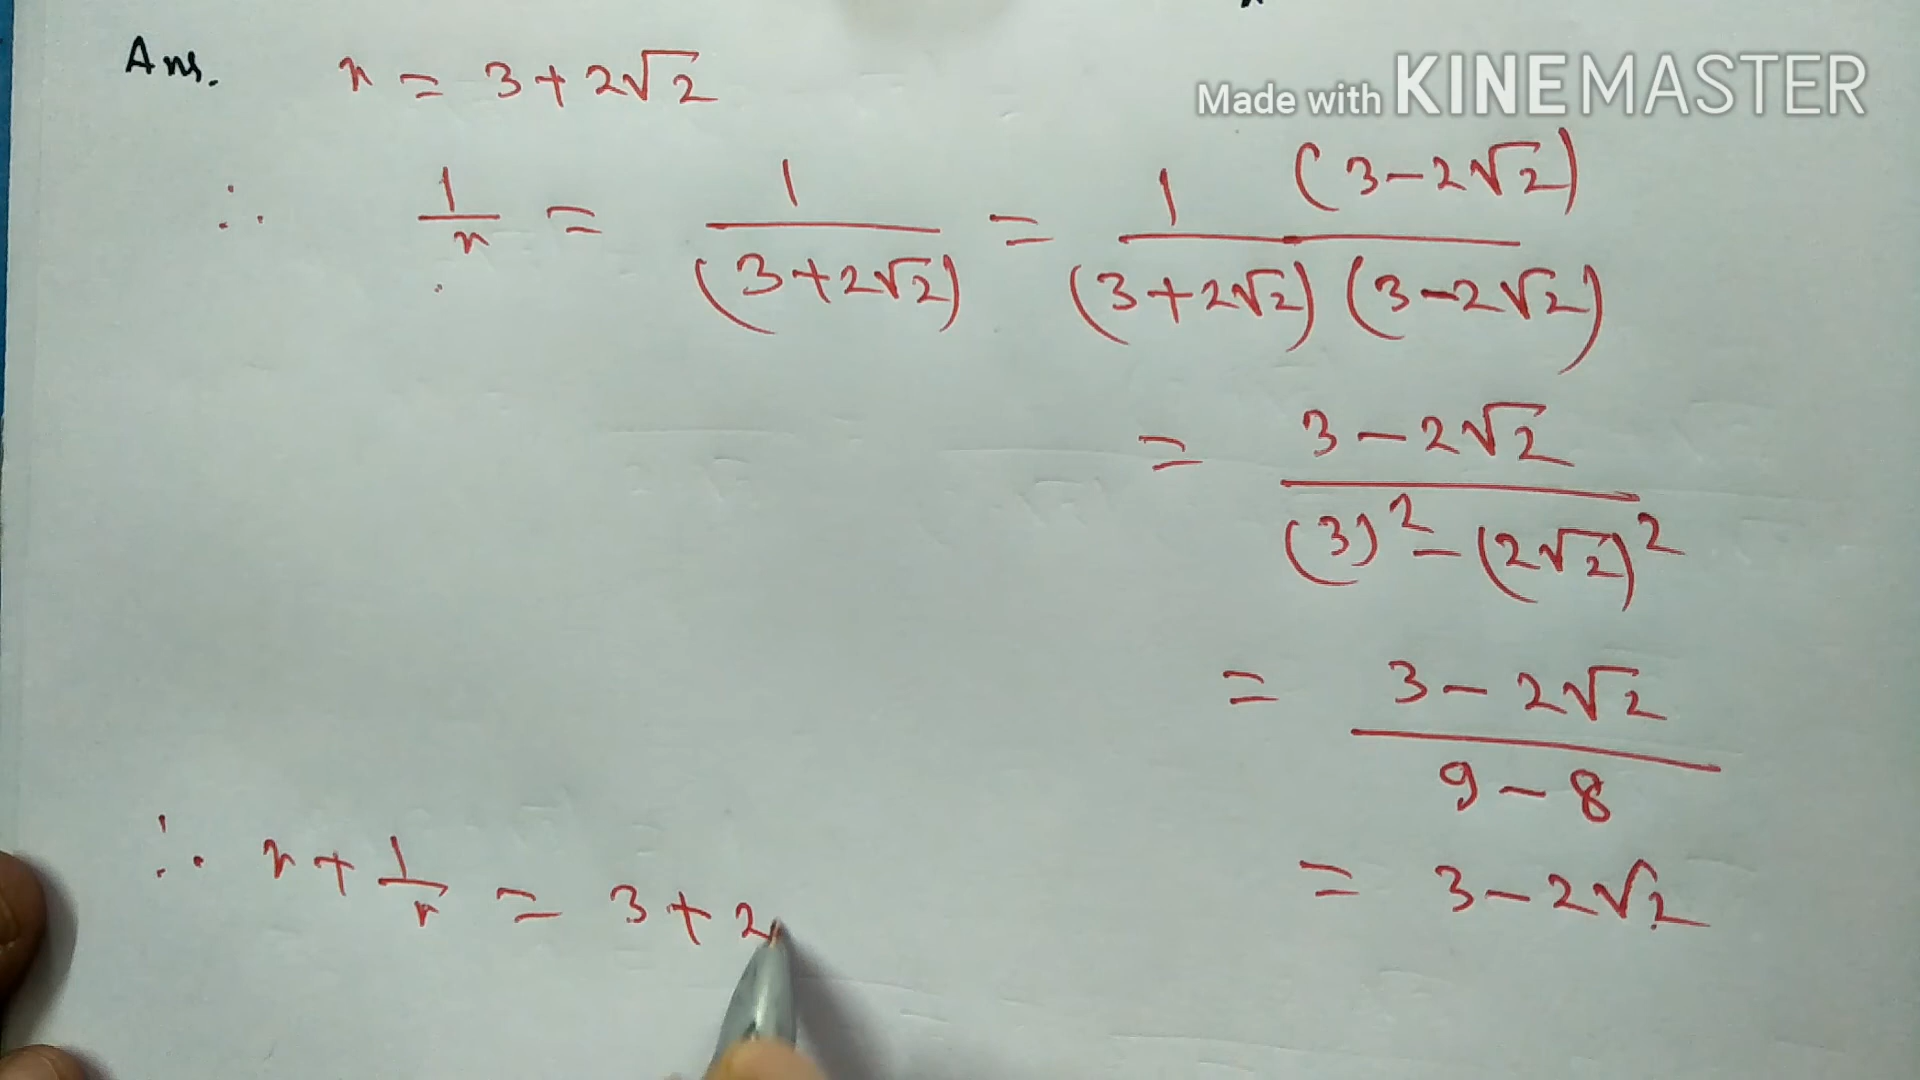 Ans. x = 3+2√2
Made with KINEMASTER
∴ 1/x = 1/(3+2√2) = 1 (3-2√2)/(3+2√2)(3-2√2)
= 3-2√2/(3)²-(2√2)²
= 3-2√2/9-8
= 3-2√2
∴ x+1/x = 3+2